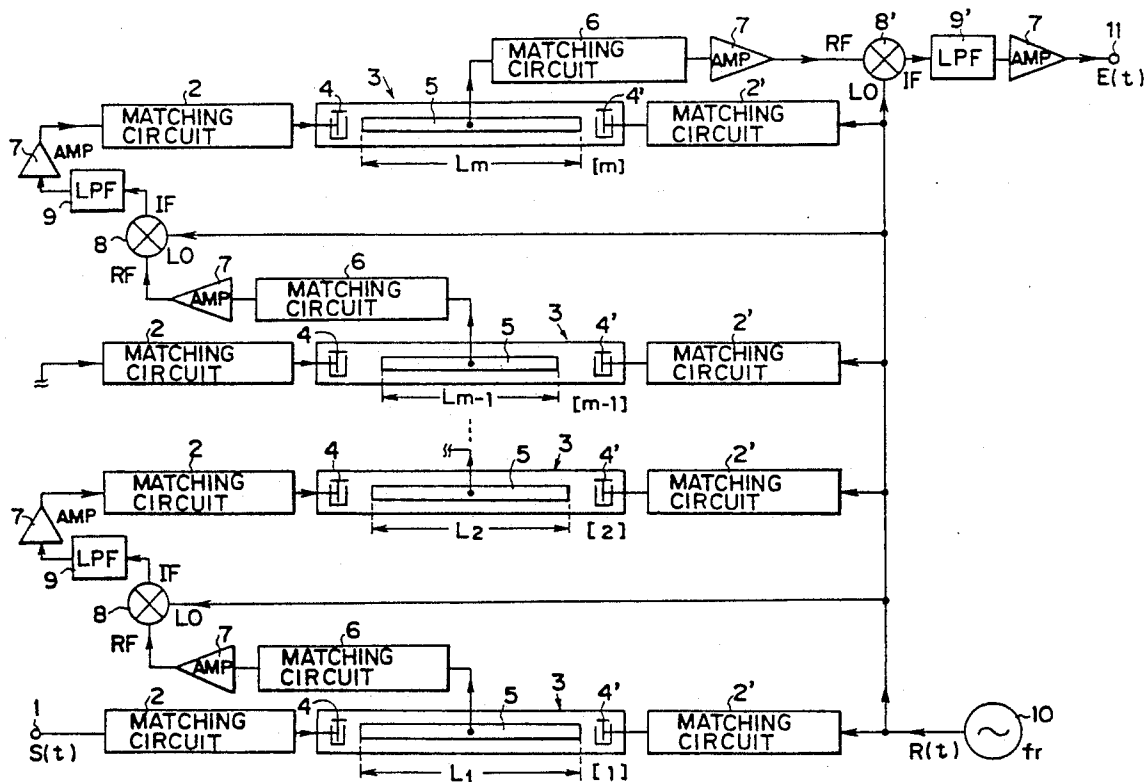 6
MATCHING
CIRCUIT
7
AMP
RF
8'
LO
IF
9'
LPF
7
AMP
11
E(t)
2
MATCHING
CIRCUIT
3
4
5
4'
Lm
[m]
2'
MATCHING
CIRCUIT
7
AMP
LPF
9
IF
8
LO
RF
7
AMP
6
MATCHING
CIRCUIT
2
MATCHING
CIRCUIT
4
5
3
4'
Lm-1
[m-1]
2'
MATCHING
CIRCUIT
2
MATCHING
CIRCUIT
4
5
3
4'
L2
[2]
2'
MATCHING
CIRCUIT
7
AMP
LPF
9
IF
8
LO
RF
7
AMP
6
MATCHING
CIRCUIT
1
S(t)
2
MATCHING
CIRCUIT
4
5
3
4'
L1
[1]
2'
MATCHING
CIRCUIT
R(t)
10
fr